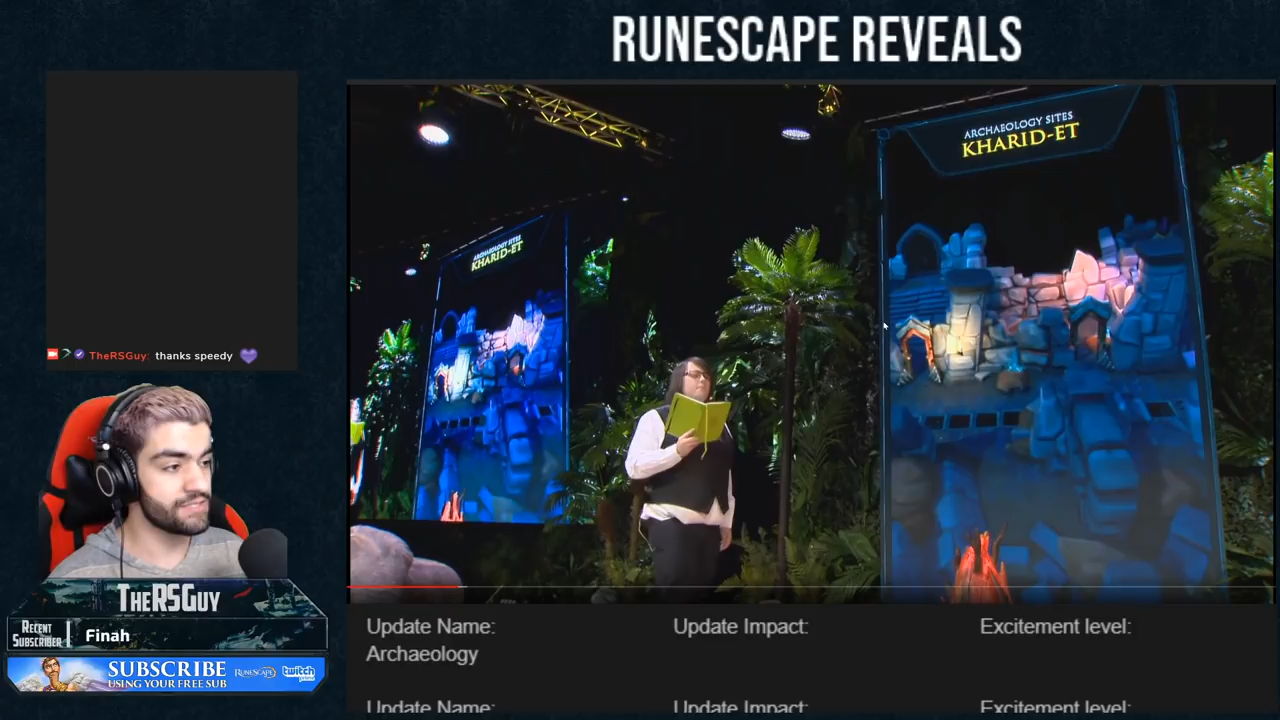 RUNESCAPE REVEALS
ARCHAEOLOGY SITES
KHARID-ET
ARCHAEOLOGY SITES
KHARID-ET
TheRSGuy: thanks speedy
THERSGUY
RECENT SUBSCRIBER
Finah
SUBSCRIBE
USING YOUR FREE SUB
RUNESCAPE
twitch
prime
Update Name:
Archaeology
Update Impact:
Excitement level:
Update Name:
Update Impact:
Excitement level: